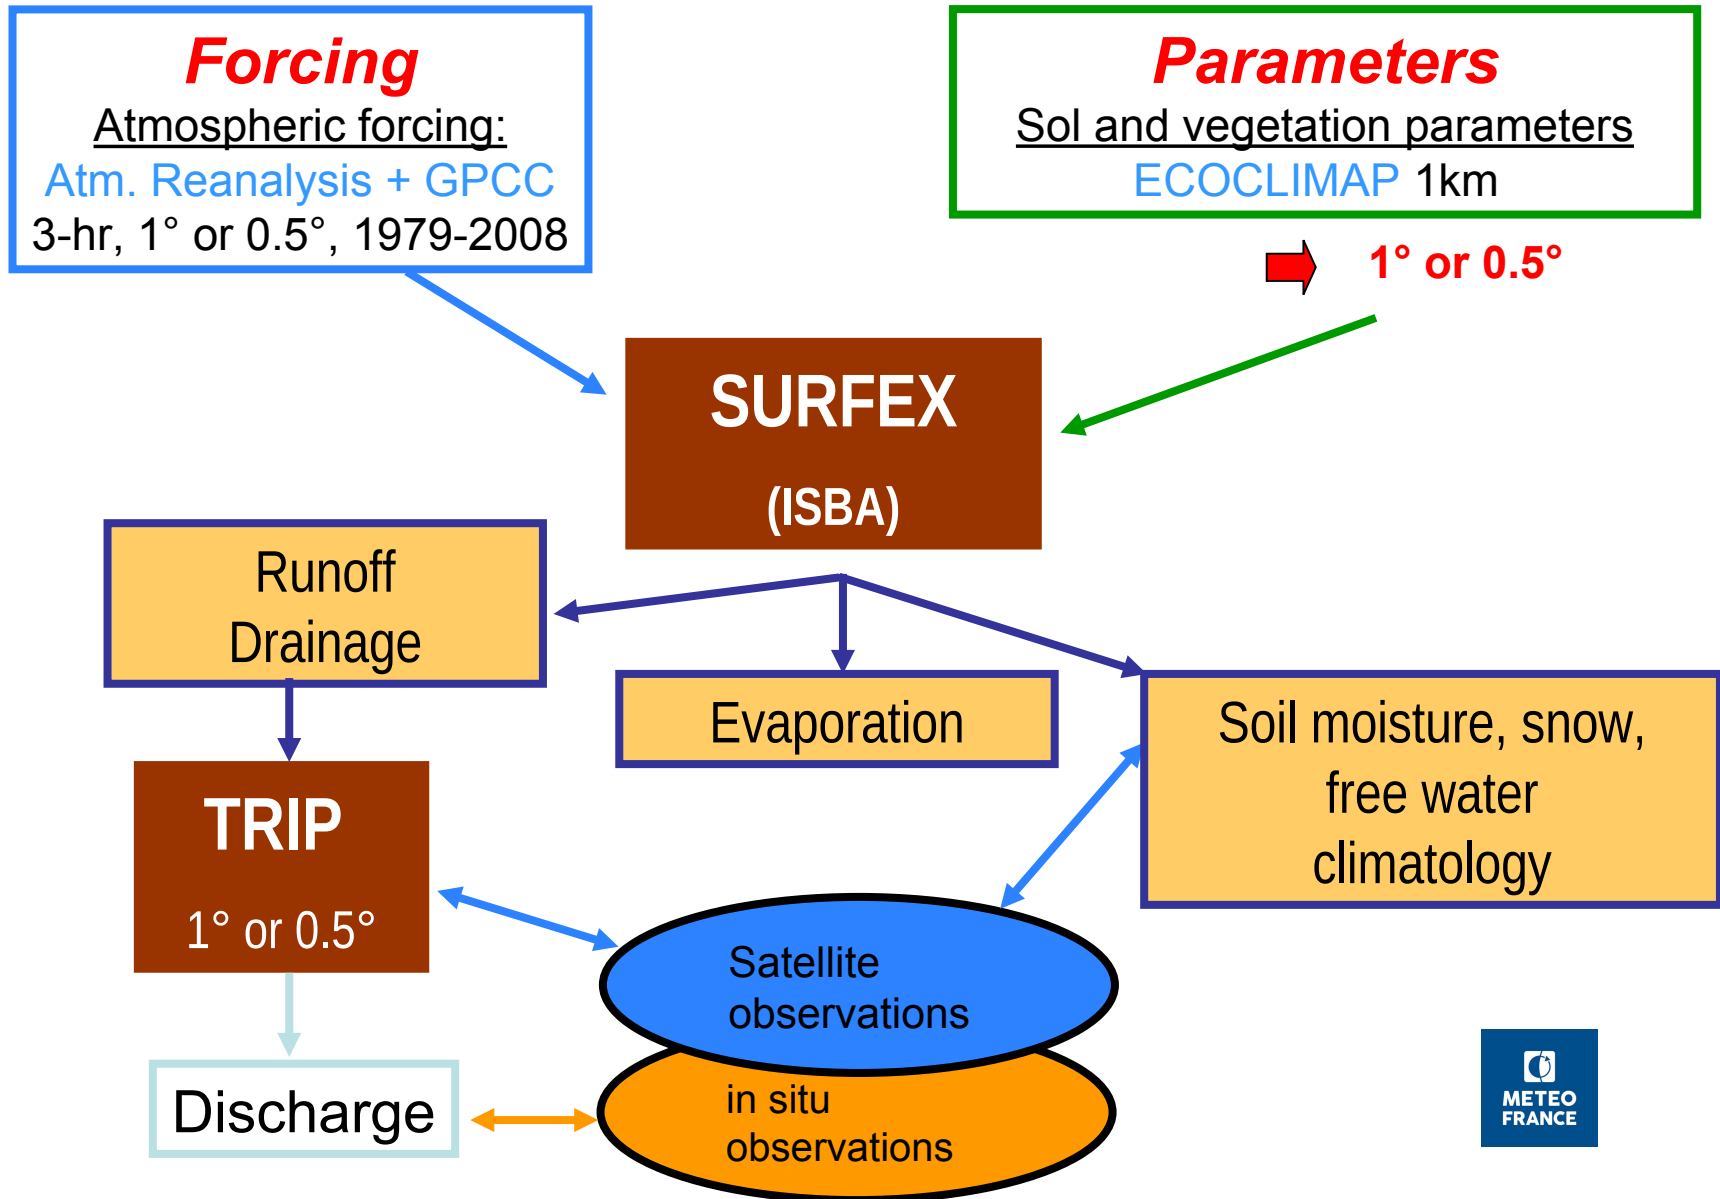 Forcing
Atmospheric forcing:
Atm. Reanalysis + GPCC
3-hr, 1° or 0.5°, 1979-2008
Parameters
Sol and vegetation parameters
ECOCLIMAP 1km
1° or 0.5°
SURFEX
(ISBA)
Runoff
Drainage
Evaporation
Soil moisture, snow,
free water
climatology
TRIP
1° or 0.5°
Satellite
observations
Discharge
in situ
observations
METEO
FRANCE